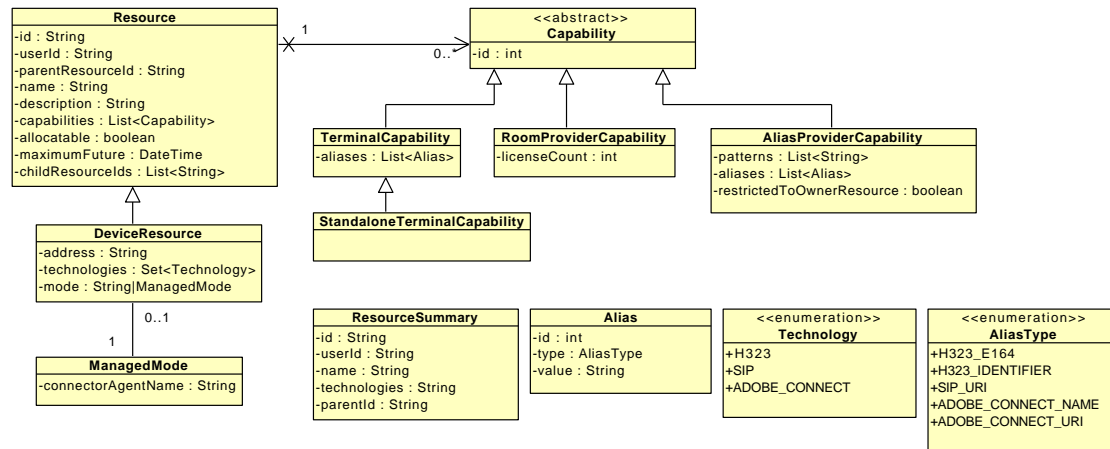 Resource
-id : String
-userId : String
-parentResourceId : String
-name : String
-description : String
-capabilities : List<Capability>
-allocatable : boolean
-maximumFuture : DateTime
-childResourceIds : List<String>
1
0..*
<<abstract>>
Capability
-id : int
TerminalCapability
-aliases : List<Alias>
RoomProviderCapability
-licenseCount : int
AliasProviderCapability
-patterns : List<String>
-aliases : List<Alias>
-restrictedToOwnerResource : boolean
StandaloneTerminalCapability
DeviceResource
-address : String
-technologies : Set<Technology>
-mode : String|ManagedMode
0..1
1
ManagedMode
-connectorAgentName : String
ResourceSummary
-id : String
-userId : String
-name : String
-technologies : String
-parentId : String
Alias
-id : int
-type : AliasType
-value : String
<<enumeration>>
Technology
+H323
+SIP
+ADOBE_CONNECT
<<enumeration>>
AliasType
+H323_E164
+H323_IDENTIFIER
+SIP_URI
+ADOBE_CONNECT_NAME
+ADOBE_CONNECT_URI